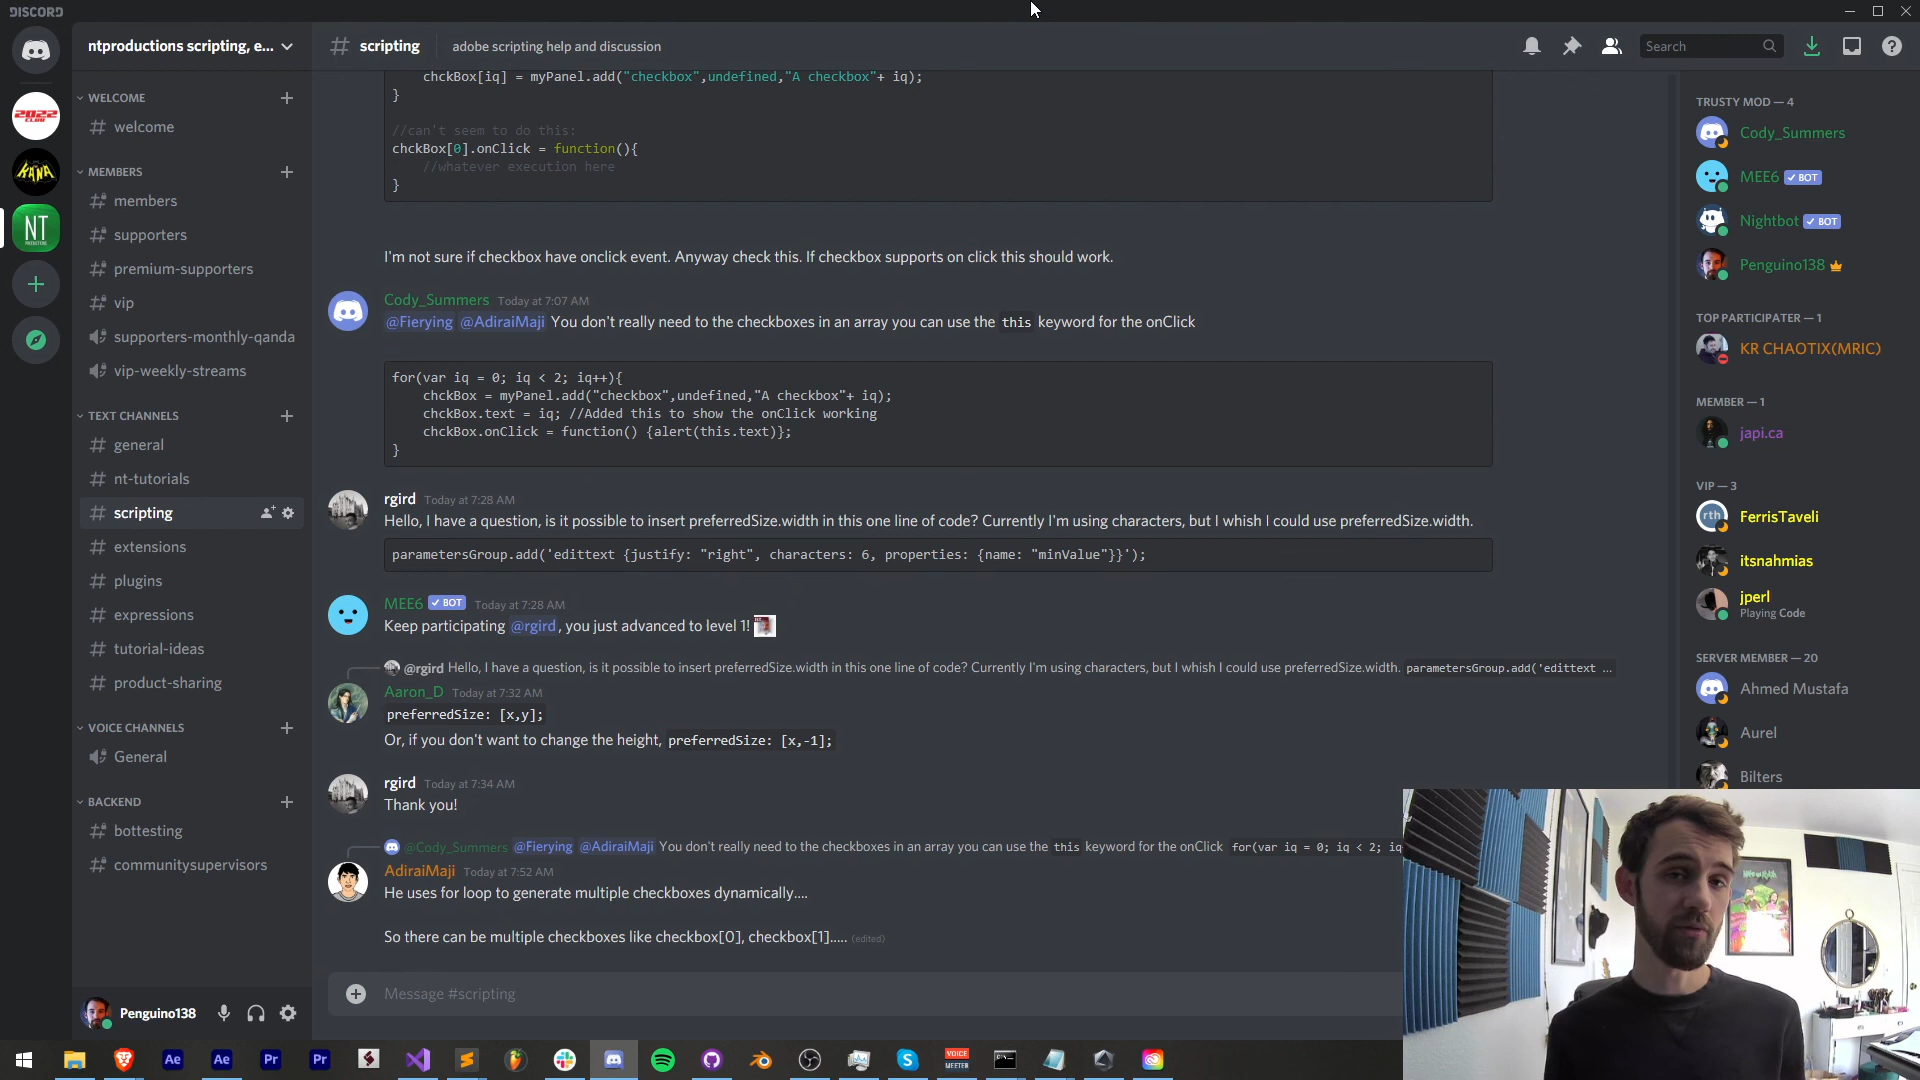 DISCORD
ntproductions scripting, e...
scripting
adobe scripting help and discussion
Search
WELCOME
welcome
MEMBERS
members
supporters
premium-supporters
vip
supporters-monthly-qanda
vip-weekly-streams
TEXT CHANNELS
general
nt-tutorials
scripting
extensions
plugins
expressions
tutorial-ideas
product-sharing
VOICE CHANNELS
General
BACKEND
bottesting
communitysupervisors
Penguino138
2022
CLUB
KANA
NT
chckBox[iq] = myPanel.add("checkbox",undefined,"A checkbox"+ iq);
}
//can't seem to do this:
chckBox[0].onClick = function(){
//whatever execution here
}
I'm not sure if checkbox have onclick event. Anyway check this. If checkbox supports on click this should work.
Cody_Summers Today at 7:07 AM
@Fierying @AdiraiMaji You don't really need to the checkboxes in an array you can use the this keyword for the onClick
for(var iq = 0; iq < 2; iq++){
chckBox = myPanel.add("checkbox",undefined,"A checkbox"+ iq);
chckBox.text = iq; //Added this to show the onClick working
chckBox.onClick = function() {alert(this.text)};
}
rgird Today at 7:28 AM
Hello, I have a question, is it possible to insert preferredSize.width in this one line of code? Currently I'm using characters, but I whish I could use preferredSize.width.
parametersGroup.add('edittext {justify: "right", characters: 6, properties: {name: "minValue"}}');
MEE6 BOT Today at 7:28 AM
Keep participating @rgird, you just advanced to level 1!
@rgird Hello, I have a question, is it possible to insert preferredSize.width in this one line of code? Currently I'm using characters, but I whish I could use preferredSize.width. parametersGroup.add('edittext ...
Aaron_D Today at 7:32 AM
preferredSize: [x,y];
Or, if you don't want to change the height, preferredSize: [x,-1];
rgird Today at 7:34 AM
Thank you!
@Cody_Summers @Fierying @AdiraiMaji You don't really need to the checkboxes in an array you can use the this keyword for the onClick for(var iq = 0; iq < 2; iq
AdiraiMaji Today at 7:52 AM
He uses for loop to generate multiple checkboxes dynamically....
So there can be multiple checkboxes like checkbox[0], checkbox[1]..... (edited)
Message #scripting
TRUSTY MOD — 4
Cody_Summers
MEE6 BOT
Nightbot BOT
Penguino138
TOP PARTICIPATER — 1
KR CHAOTIX(MRIC)
MEMBER — 1
japi.ca
VIP — 3
rth
FerrisTaveli
itsnahmias
jperl
Playing Code
SERVER MEMBER — 20
Ahmed Mustafa
Aurel
Bilters
Ae
Ae
Pr
Pr
VOICE
MEETER